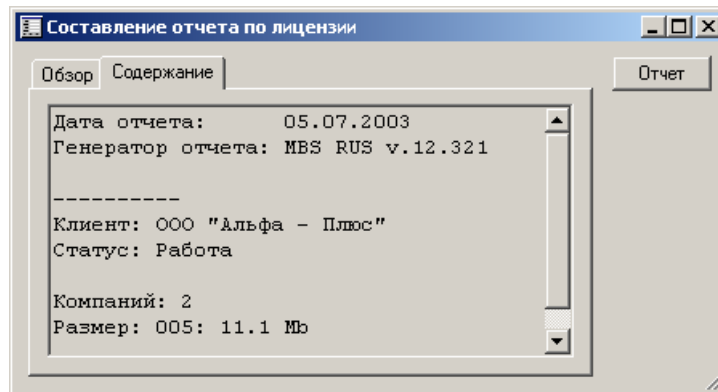 Составление отчета по лицензии
Обзор
Содержание
Отчет
Дата отчета: 05.07.2003
Генератор отчета: MBS RUS v.12.321
----------
Клиент: ООО "Альфа - Плюс"
Статус: Работа
Компаний: 2
Размер: 005: 11.1 Mb